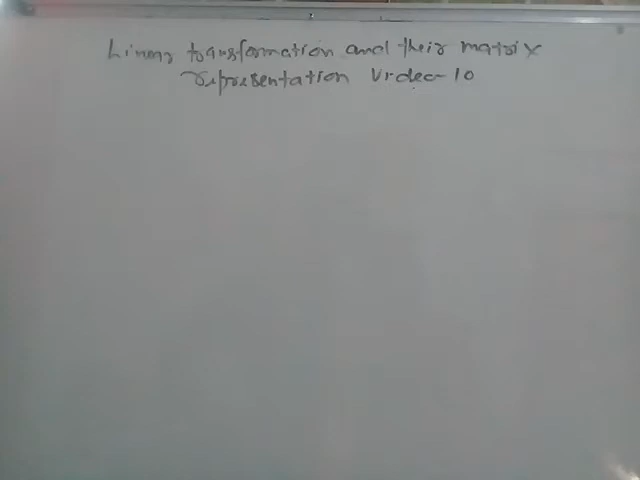 Linear transformation and their matrix
representation Video-10